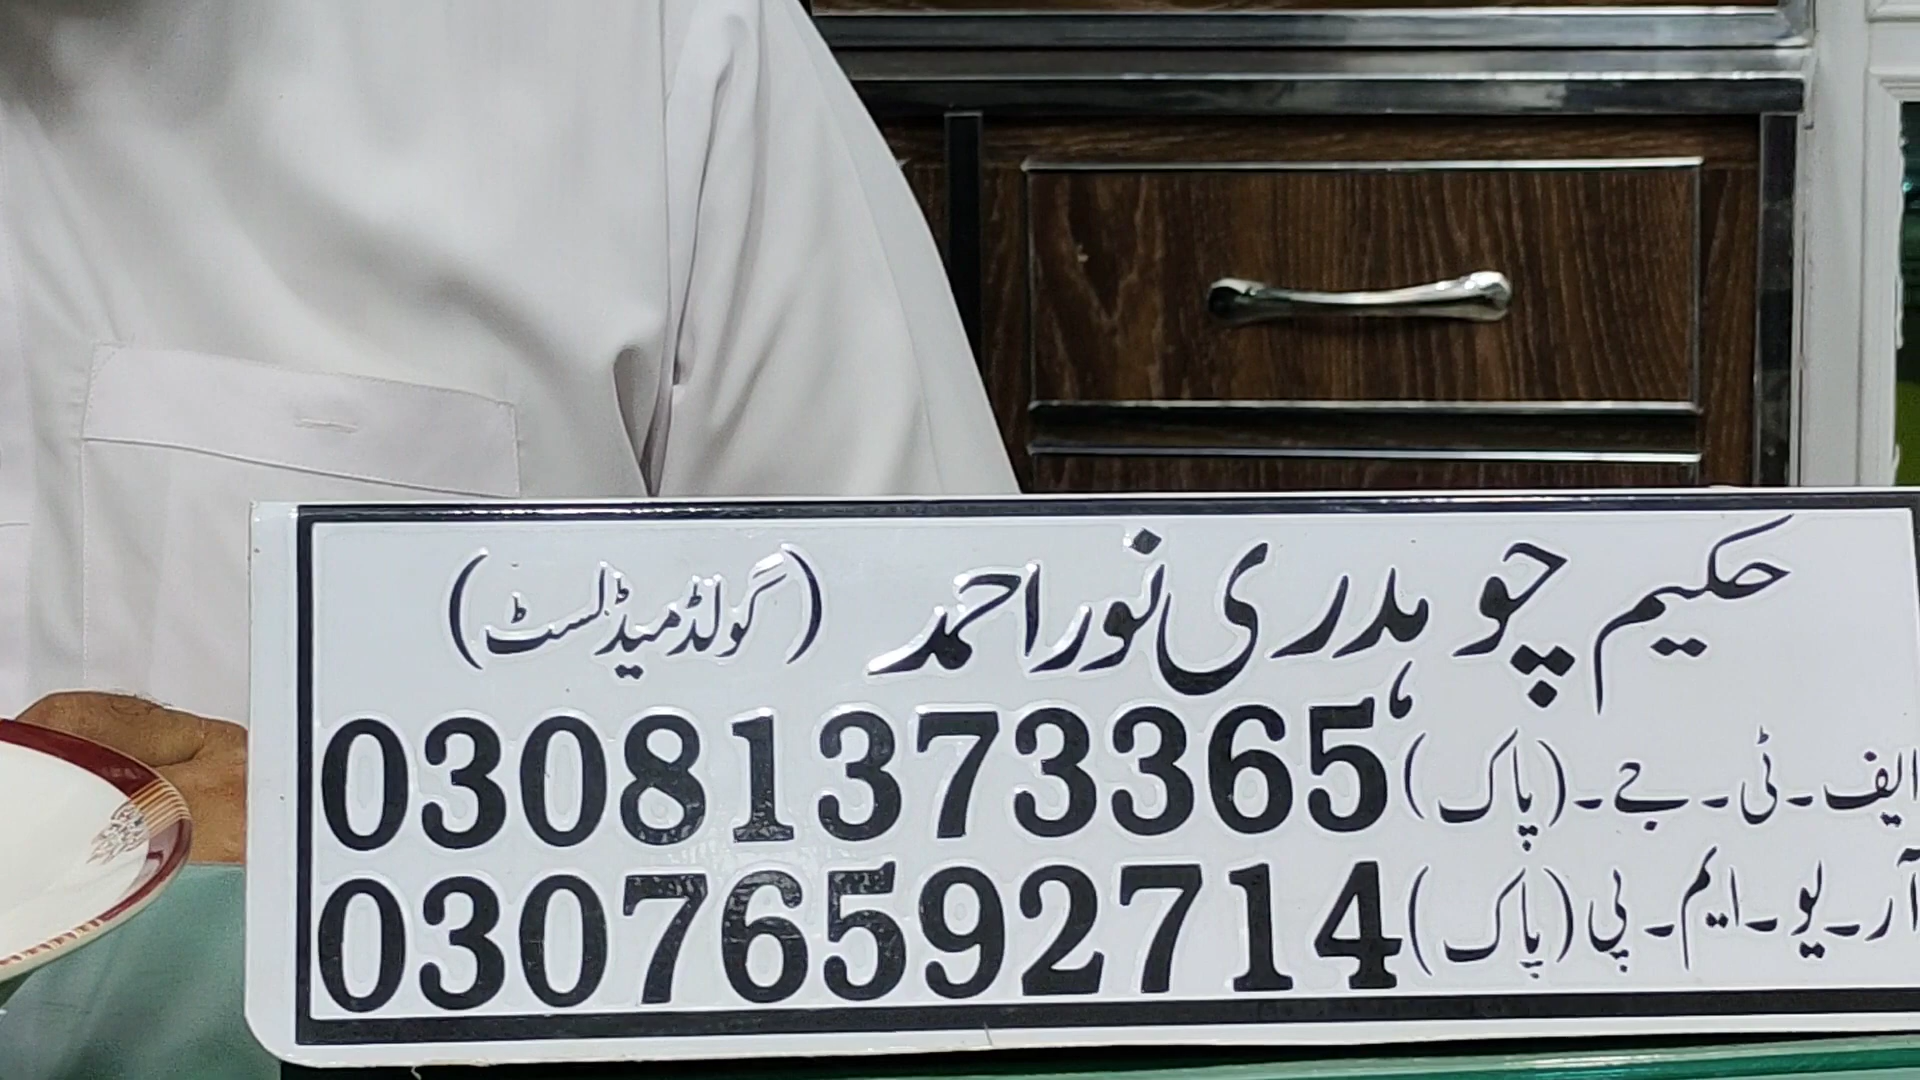 حکیم چوہدری نور احمد (گولڈ میڈلسٹ)
ایف۔ٹی۔جے۔(پاک) 03081373365
آر۔یو۔ایم۔پی (پاک) 03076592714